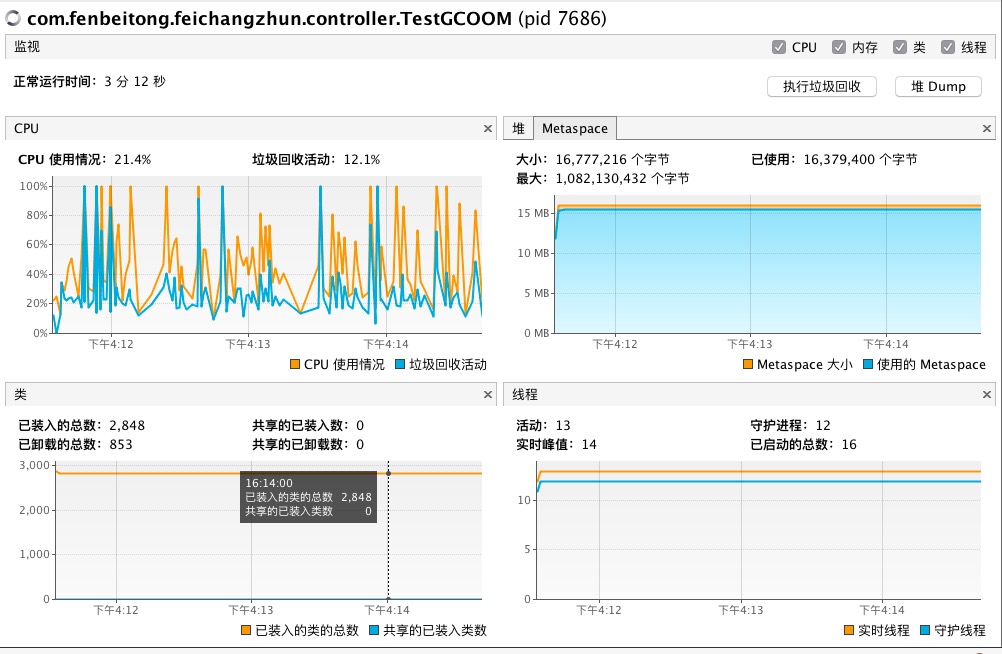 com.fenbeitong.feichangzhun.controller.TestGCOOM (pid 7686)
监视 CPU 内存 类 线程
正常运行时间：3 分 12 秒 执行垃圾回收 堆 Dump
CPU
CPU 使用情况：21.4% 垃圾回收活动：12.1%
100%
80%
60%
40%
20%
0%
下午4:12 下午4:13 下午4:14
CPU 使用情况 垃圾回收活动
堆 Metaspace
大小：16,777,216 个字节 已使用：16,379,400 个字节
最大：1,082,130,432 个字节
15 MB
10 MB
5 MB
0 MB
下午4:12 下午4:13 下午4:14
Metaspace 大小 使用的 Metaspace
类
已装入的总数：2,848 共享的已装入数：0
已卸载的总数：853 共享的已卸载数：0
3,000
2,000
1,000
0
16:14:00
已装入的类的总数 2,848
共享的已装入类数 0
下午4:12 下午4:13 下午4:14
已装入的类的总数 共享的已装入类数
线程
活动：13 守护进程：12
实时峰值：14 已启动的总数：16
10
5
0
下午4:12 下午4:13 下午4:14
实时线程 守护线程